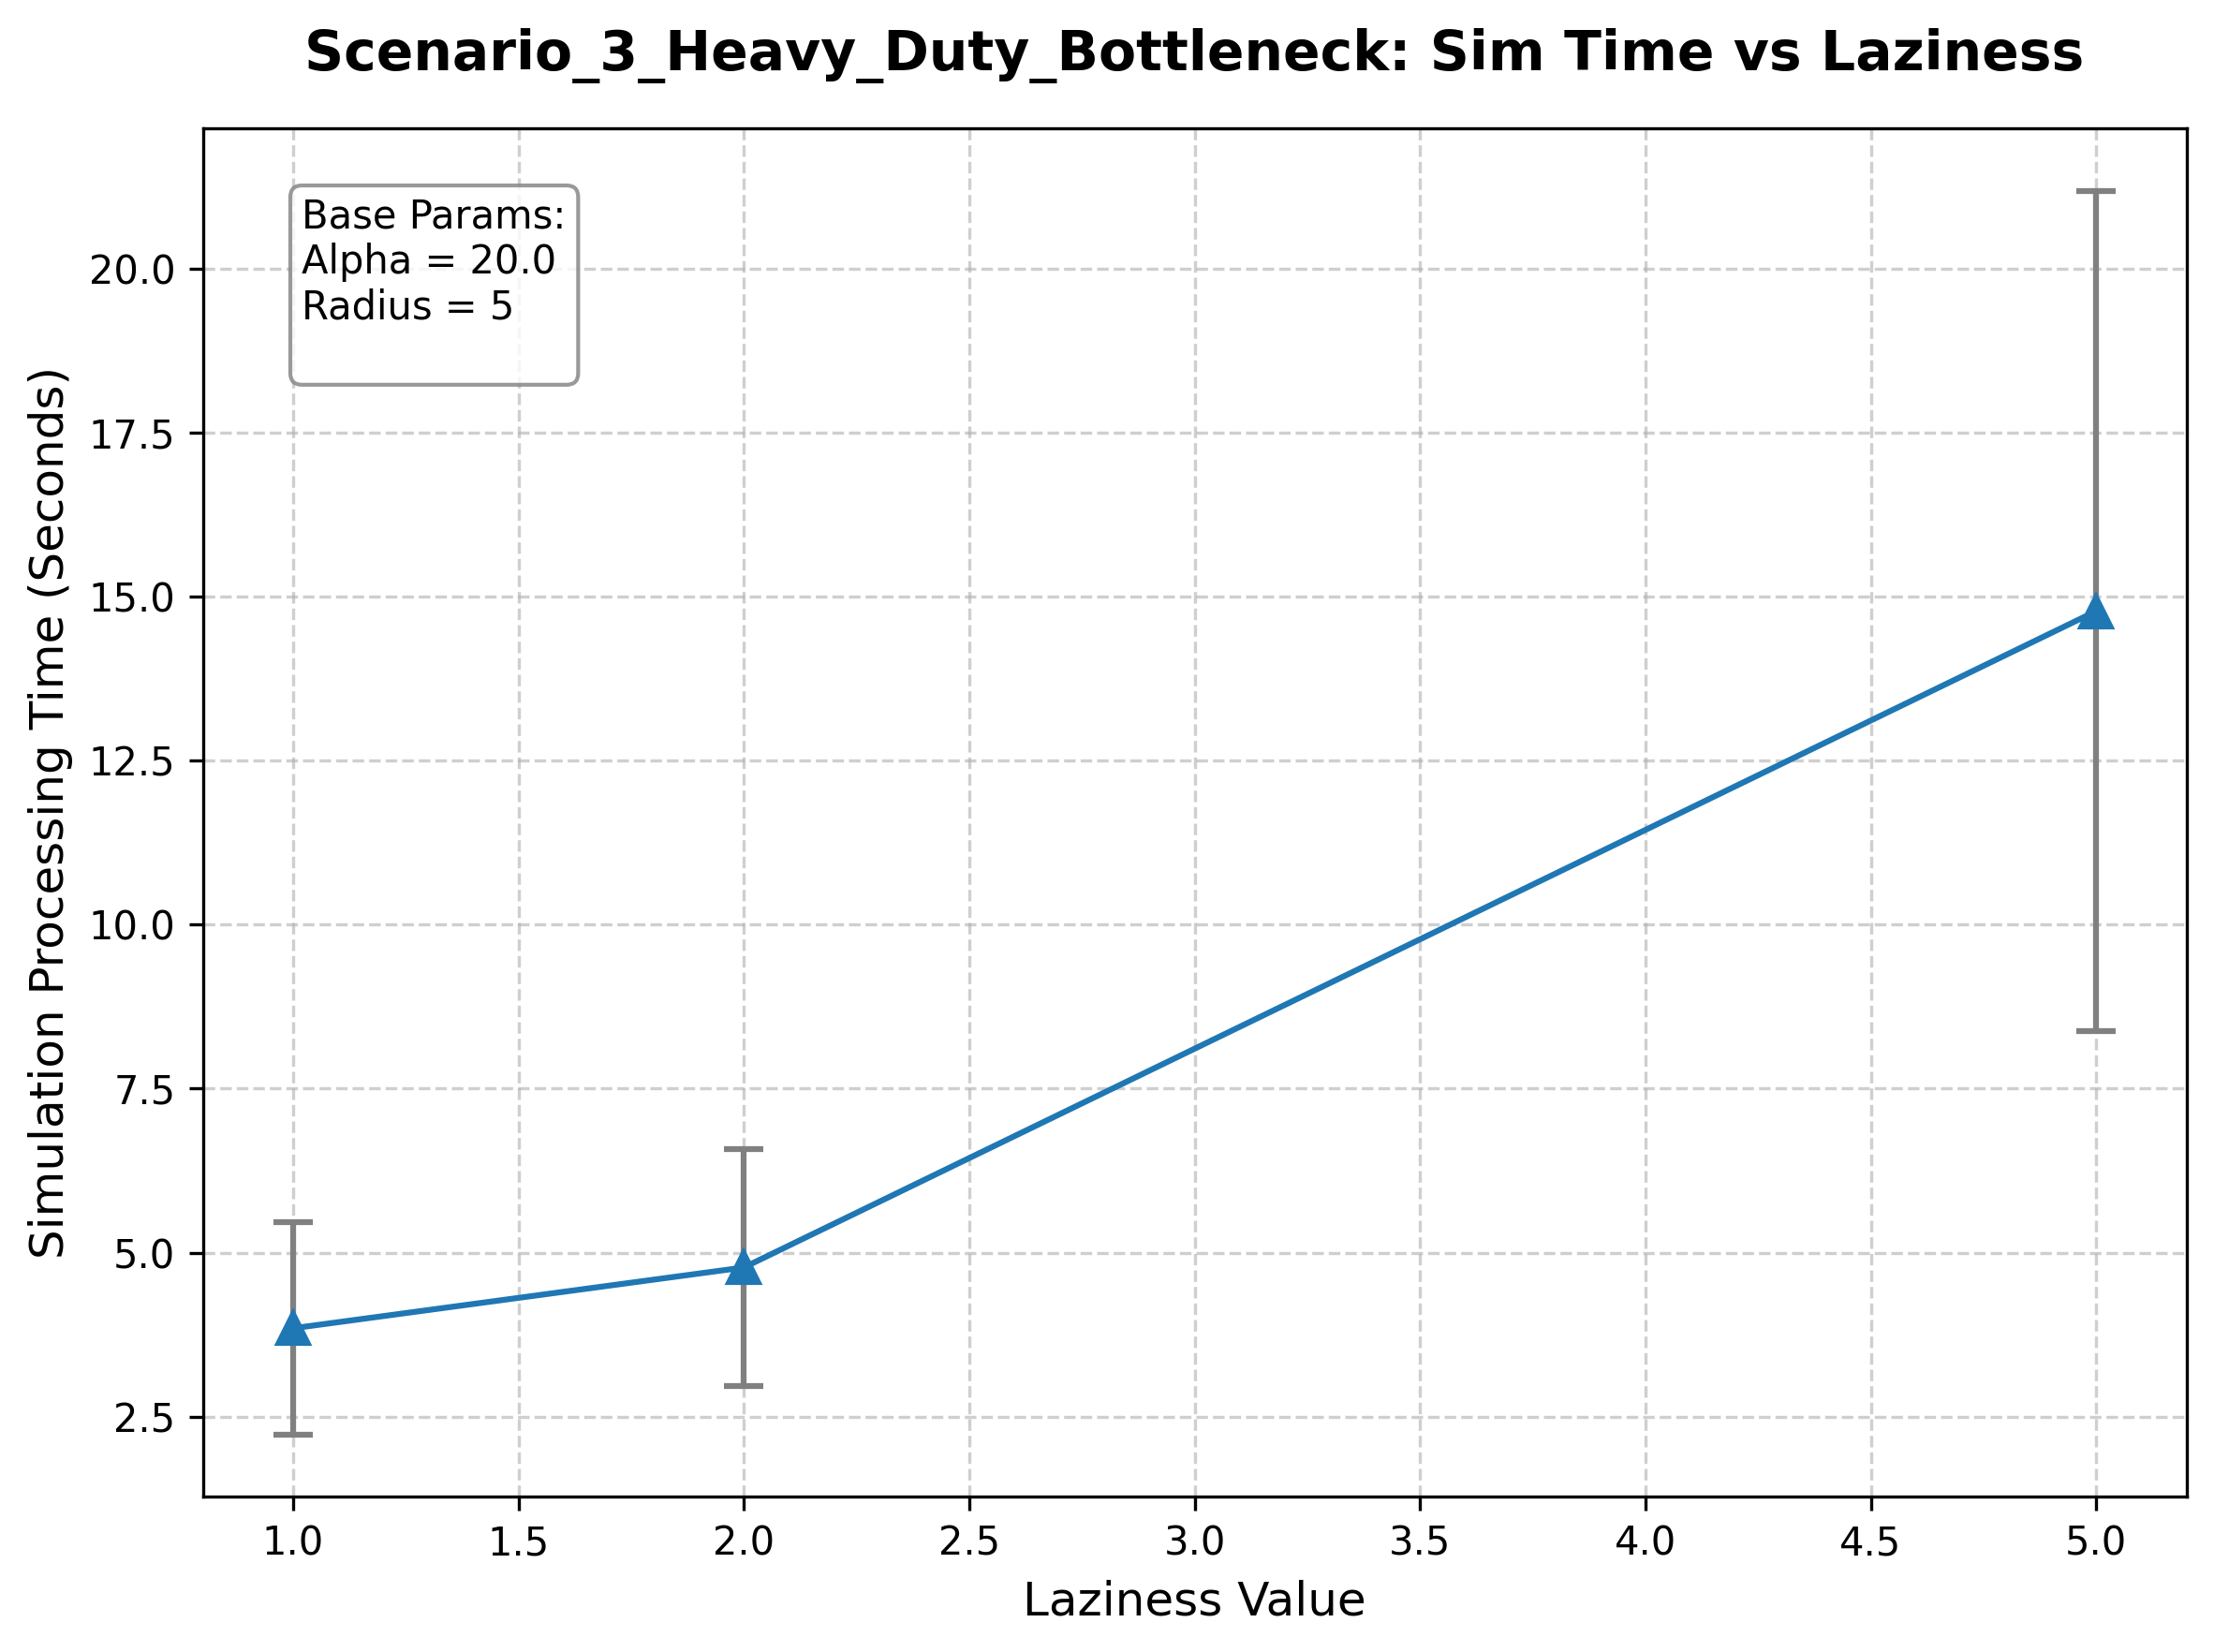 Scenario_3_Heavy_Duty_Bottleneck: Sim Time vs Laziness
Base Params:
Alpha = 20.0
Radius = 5
Simulation Processing Time (Seconds)
20.0
17.5
15.0
12.5
10.0
7.5
5.0
2.5
1.0 1.5 2.0 2.5 3.0 3.5 4.0 4.5 5.0
Laziness Value